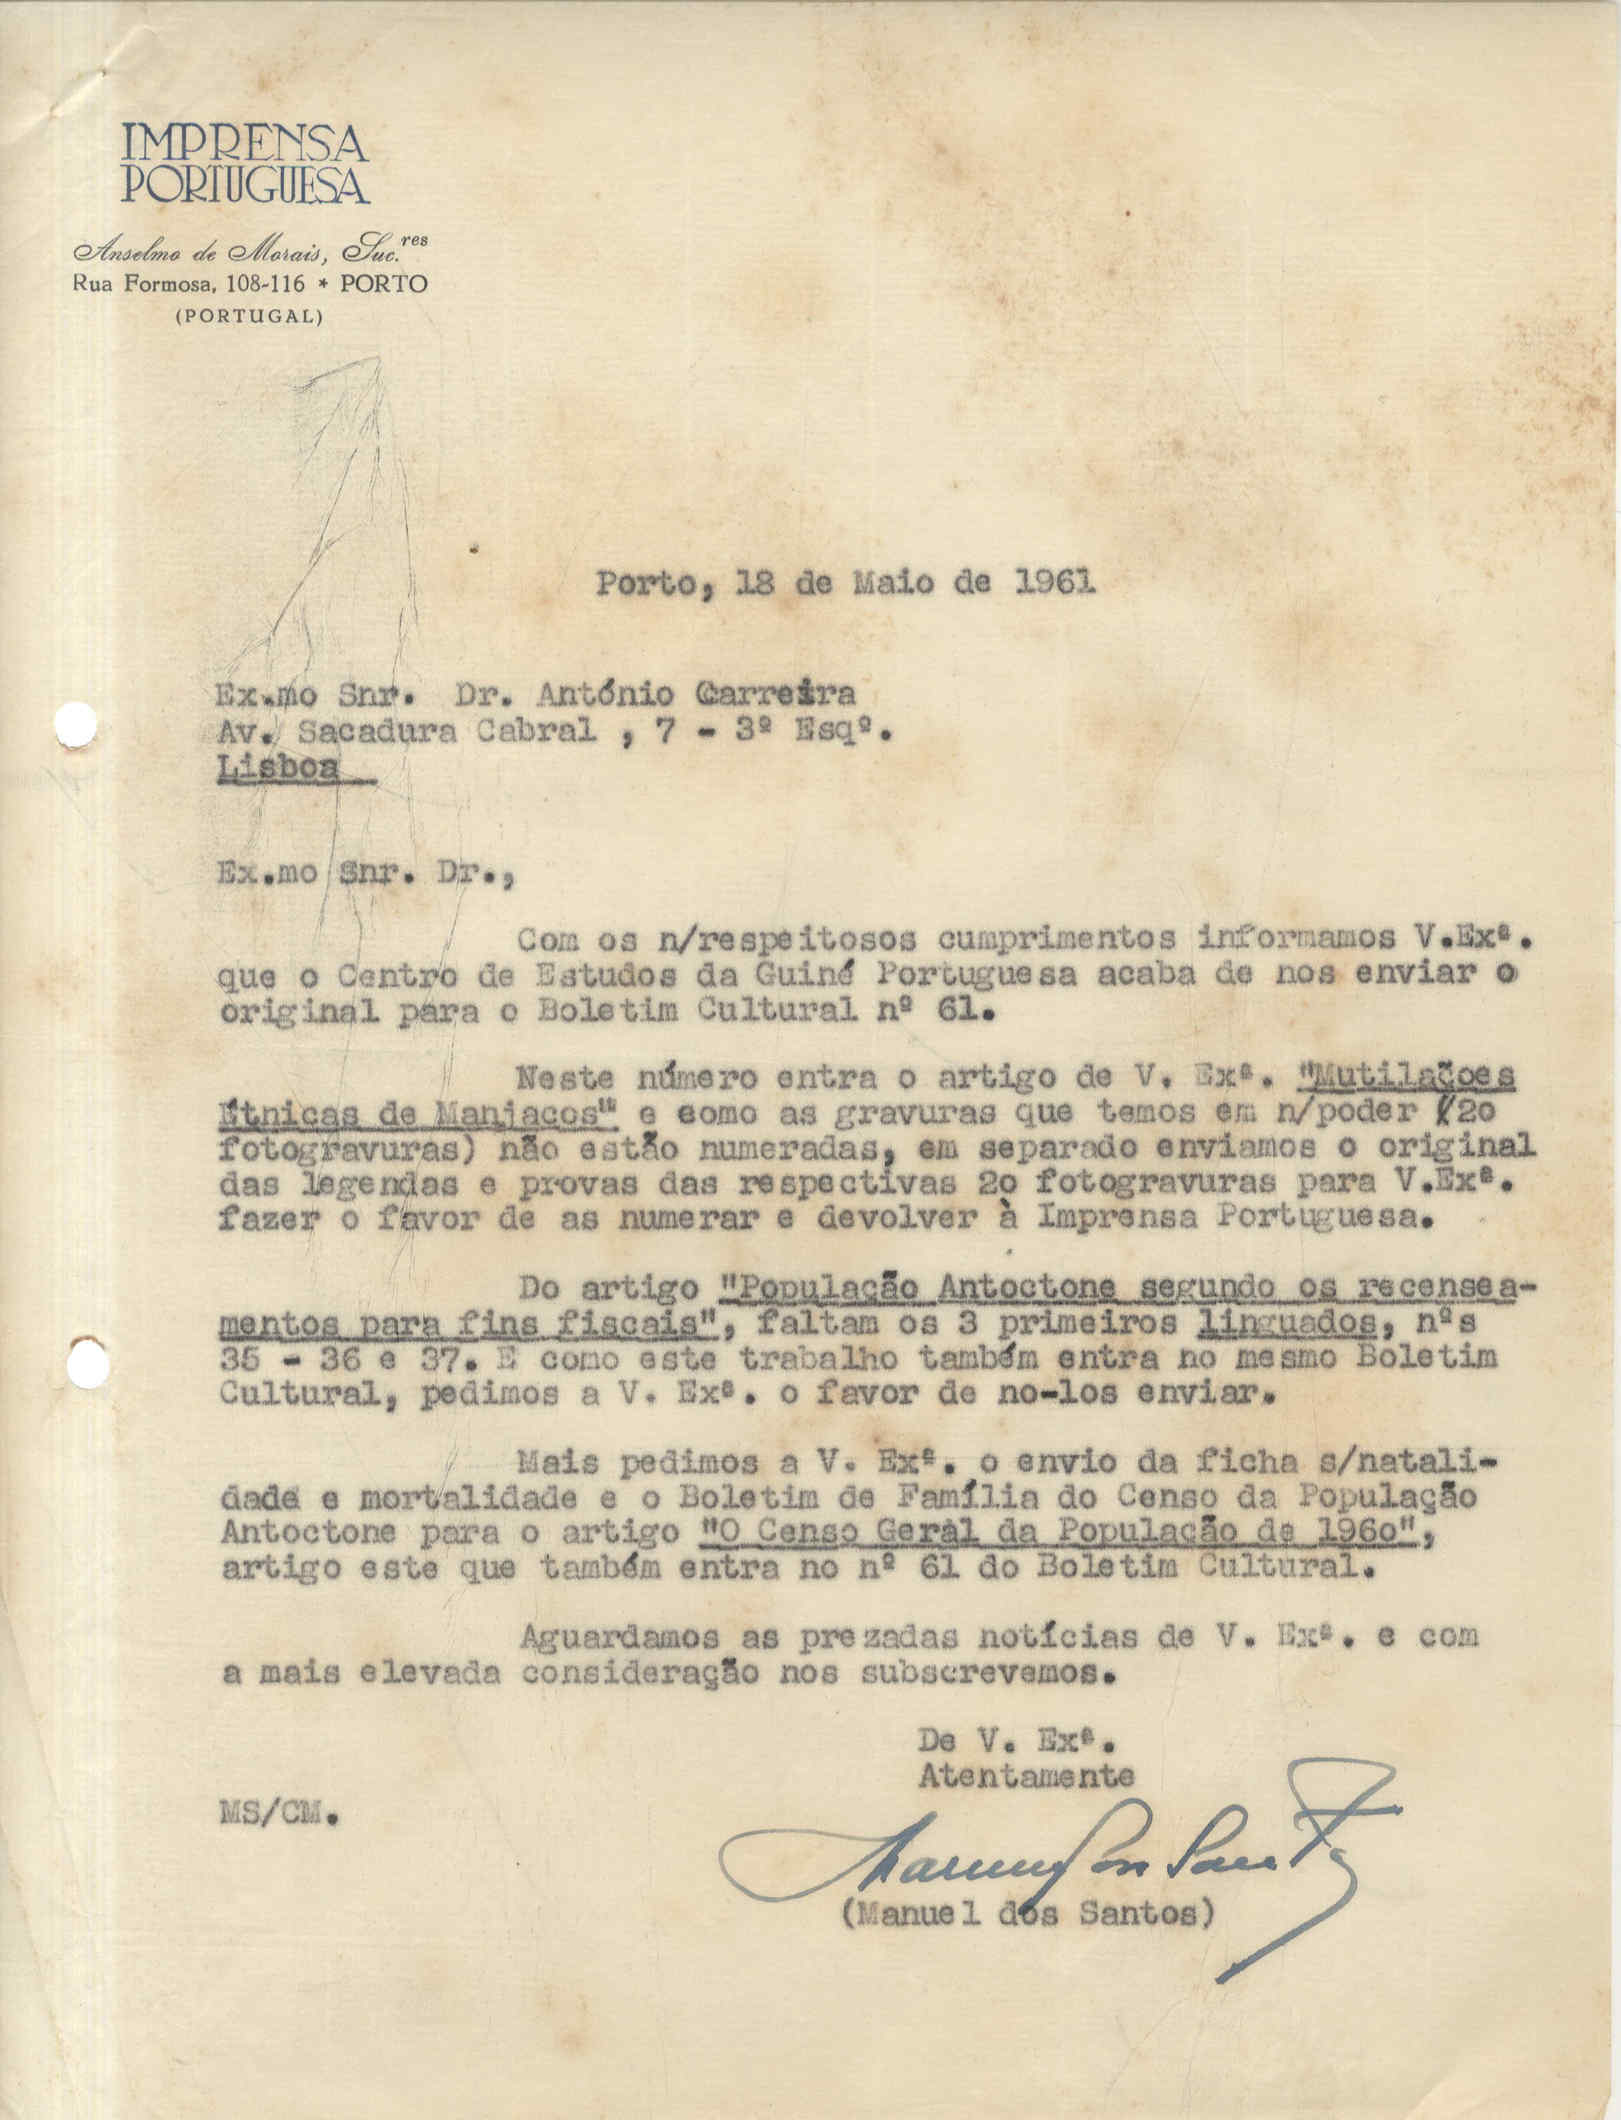 IMPRENSA
PORTUGUESA
Anselmo de Morais, Suc.res
Rua Formosa, 108-116 * PORTO
(PORTUGAL)
Porto, 18 de Maio de 1961
Ex.mo Snr. Dr. António Carreira
Av. Sacadura Cabral , 7 - 3º Esqº.
Lisboa
Ex.mo Snr. Dr.,
Com os n/respeitosos cumprimentos informamos V.Exª.
que o Centro de Estudos da Guiné Portuguesa acaba de nos enviar o
original para o Boletim Cultural nº 61.
Neste número entra o artigo de V. Exª. "Mutilações
Étnicas de Manjacos" e como as gravuras que temos em n/poder (20
fotogravuras) não estão numeradas, em separado enviamos o original
das legendas e provas das respectivas 20 fotogravuras para V.Exª.
fazer o favor de as numerar e devolver à Imprensa Portuguesa.
Do artigo "População Antoctone segundo os recensea-
mentos para fins fiscais", faltam os 3 primeiros linguados, nºs
35 - 36 e 37. E como este trabalho também entra no mesmo Boletim
Cultural, pedimos a V. Exª. o favor de no-los enviar.
Mais pedimos a V. Exª. o envio da ficha s/natali-
dade e mortalidade e o Boletim de Família do Censo da População
Antoctone para o artigo "O Censo Geral da População de 1960",
artigo este que também entra no nº 61 do Boletim Cultural.
Aguardamos as prezadas notícias de V. Exª. e com
a mais elevada consideração nos subscrevemos.
De V. Exª.
Atentamente
MS/CM.
Manuel dos Santos
(Manuel dos Santos)